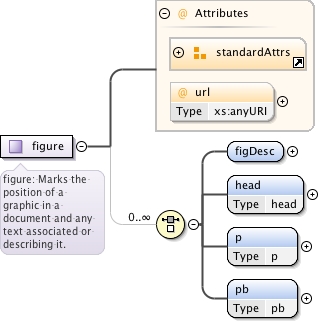 Attributes
standardAttrs
url
Type xs:anyURI
figure
figure: Marks the
position of a
graphic in a
document and any
text associated or
describing it.
0..∞
figDesc
head
Type head
p
Type p
pb
Type pb